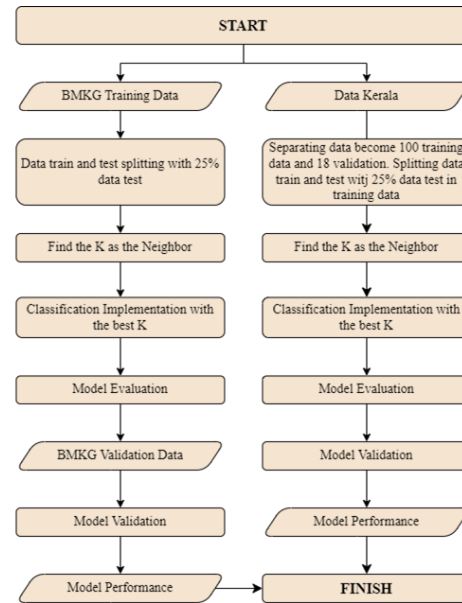 START
BMKG Training Data
Data train and test splitting with 25%
data test
Find the K as the Neighbor
Classification Implementation with
the best K
Model Evaluation
BMKG Validation Data
Model Validation
Model Performance
Data Kerala
Separating data become 100 training
data and 18 validation. Splitting data
train and test witj 25% data test in
training data
Find the K as the Neighbor
Classification Implementation with
the best K
Model Evaluation
Model Validation
Model Performance
FINISH